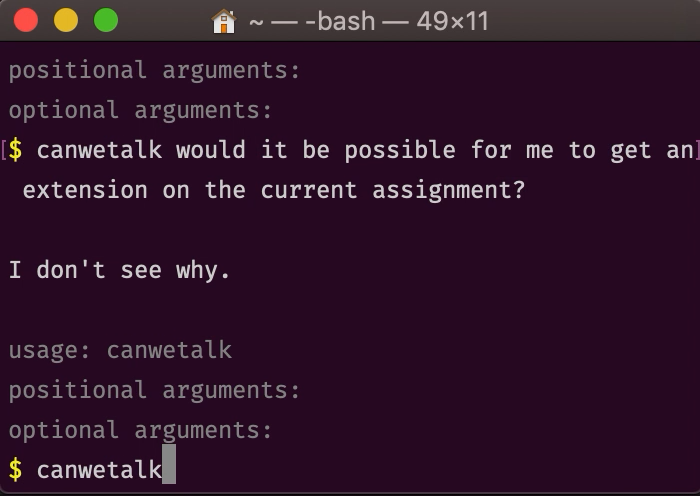 ~ — -bash — 49×11
positional arguments:
optional arguments:
[$ canwetalk would it be possible for me to get an]
extension on the current assignment?
I don't see why.
usage: canwetalk
positional arguments:
optional arguments:
$ canwetalk